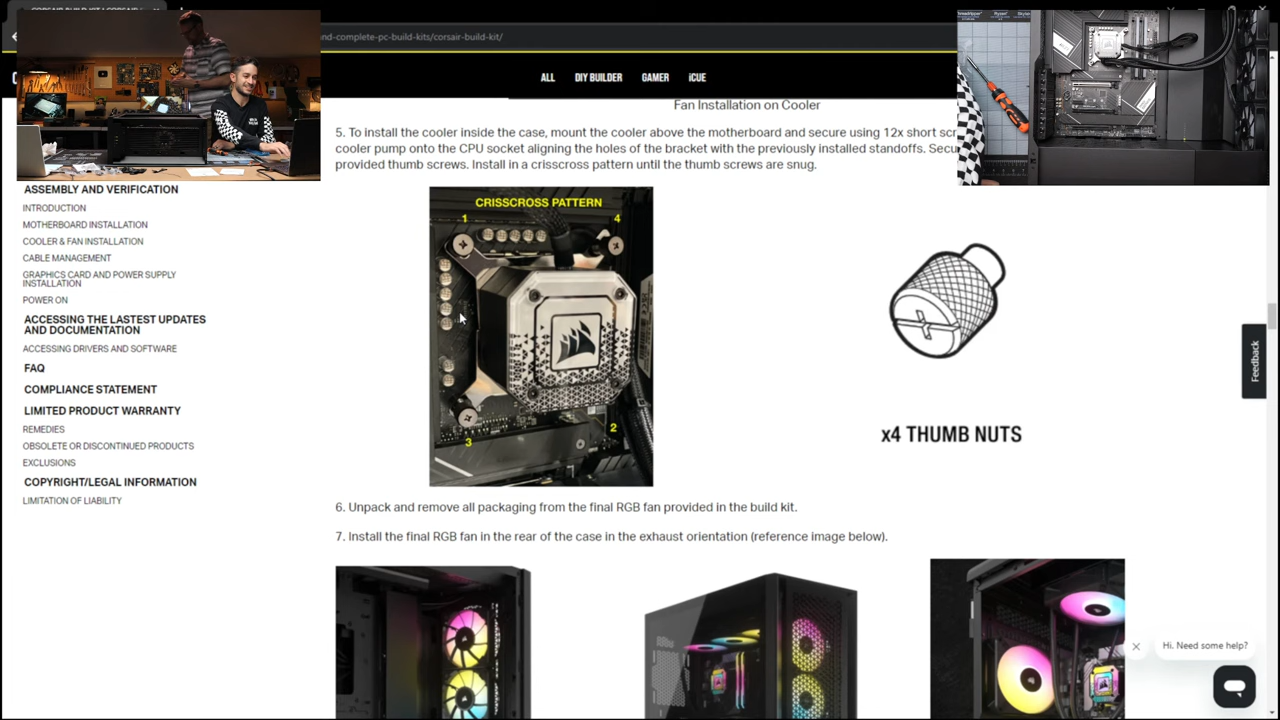 nd-complete-pc-build-kits/corsair-build-kit/
ALL DIY BUILDER GAMER iCUE
Fan Installation on Cooler
5. To install the cooler inside the case, mount the cooler above the motherboard and secure using 12x short scr
cooler pump onto the CPU socket aligning the holes of the bracket with the previously installed standoffs. Secu
provided thumb screws. Install in a crisscross pattern until the thumb screws are snug.
ASSEMBLY AND VERIFICATION
INTRODUCTION
MOTHERBOARD INSTALLATION
COOLER & FAN INSTALLATION
CABLE MANAGEMENT
GRAPHICS CARD AND POWER SUPPLY
INSTALLATION
POWER ON
ACCESSING THE LASTEST UPDATES
AND DOCUMENTATION
ACCESSING DRIVERS AND SOFTWARE
FAQ
COMPLIANCE STATEMENT
LIMITED PRODUCT WARRANTY
REMEDIES
OBSOLETE OR DISCONTINUED PRODUCTS
EXCLUSIONS
COPYRIGHT/LEGAL INFORMATION
LIMITATION OF LIABILITY
CRISSCROSS PATTERN
1 4
3 2
x4 THUMB NUTS
Feedback
6. Unpack and remove all packaging from the final RGB fan provided in the build kit.
7. Install the final RGB fan in the rear of the case in the exhaust orientation (reference image below).
Hi. Need some help?